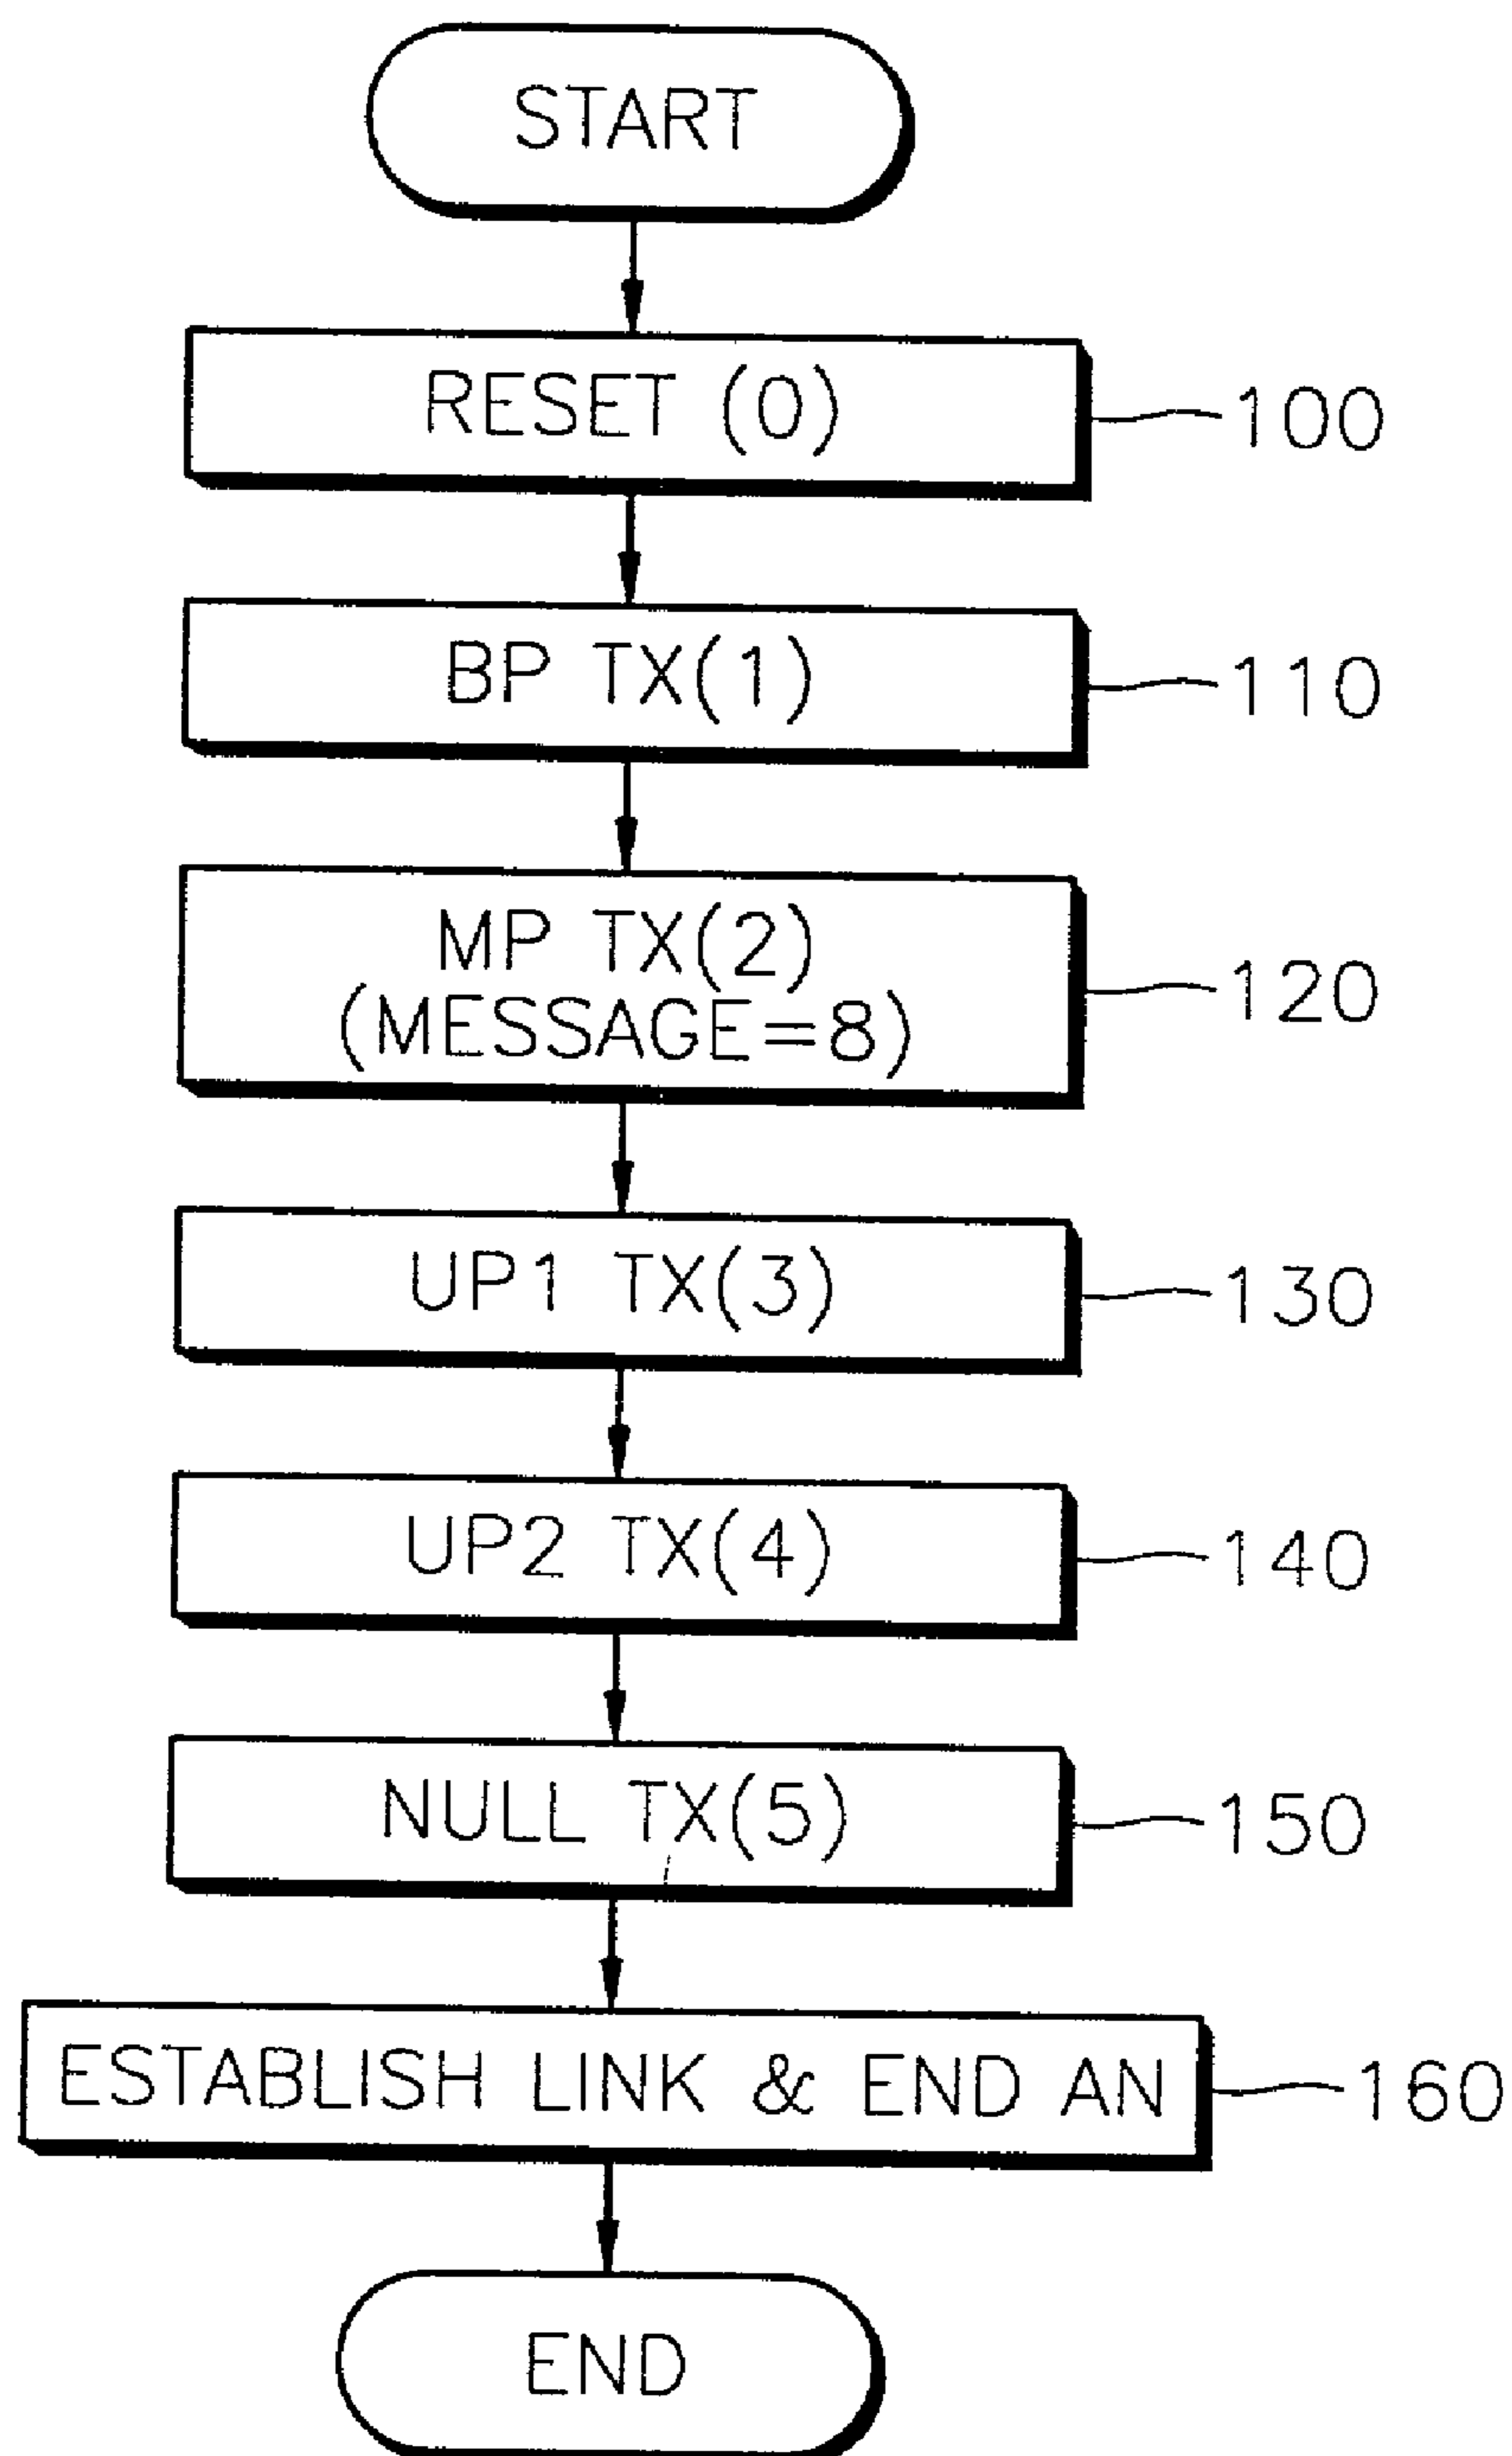 START
RESET (0)
100
BP TX(1)
110
MP TX(2)
(MESSAGE=8)
120
UP1 TX(3)
130
UP2 TX(4)
140
NULL TX(5)
150
ESTABLISH LINK & END AN
160
END